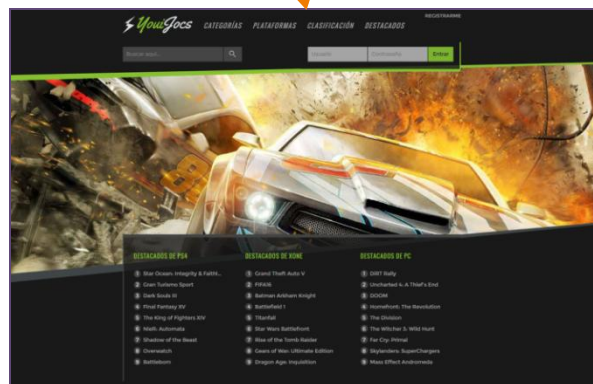 REGISTRARME
YouiJocs CATEGORÍAS PLATAFORMAS CLASIFICACIÓN DESTACADOS
Buscar aquí...
Usuario
Contraseña
Entrar
DESTACADOS DE PS4
1 Star Ocean: Integrity & Faithl...
2 Gran Turismo Sport
3 Dark Souls III
4 Final Fantasy XV
5 The King of Fighters XIV
6 NieR: Automata
7 Shadow of the Beast
8 Overwatch
9 Battleborn
DESTACADOS DE XONE
1 Grand Theft Auto V
2 FIFA16
3 Batman Arkham Knight
4 Battlefield 1
5 Titanfall
6 Star Wars Battlefront
7 Rise of the Tomb Raider
8 Gears of War: Ultimate Edition
9 Dragon Age: Inquisition
DESTACADOS DE PC
1 DiRT Rally
2 Uncharted 4: A Thief's End
3 DOOM
4 Homefront: The Revolution
5 The Division
6 The Witcher 3: Wild Hunt
7 Far Cry: Primal
8 Skylanders: SuperChargers
9 Mass Effect Andromeda